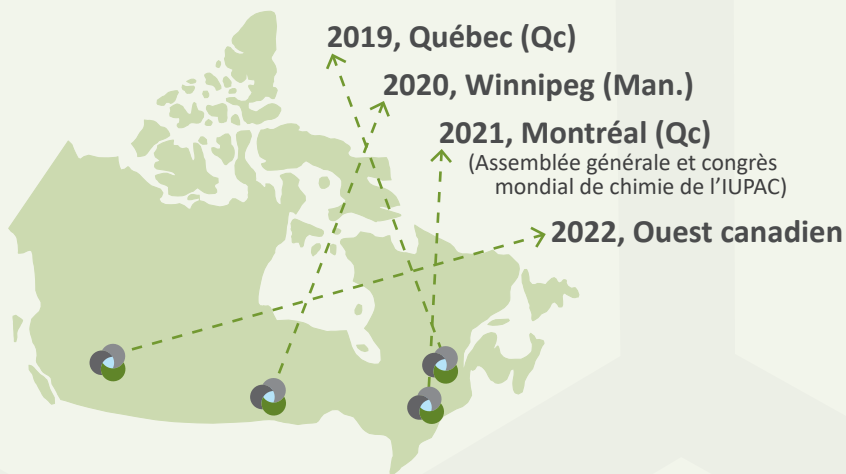 2019, Québec (Qc)
2020, Winnipeg (Man.)
2021, Montréal (Qc)
(Assemblée générale et congrès
mondial de chimie de l’IUPAC)
2022, Ouest canadien